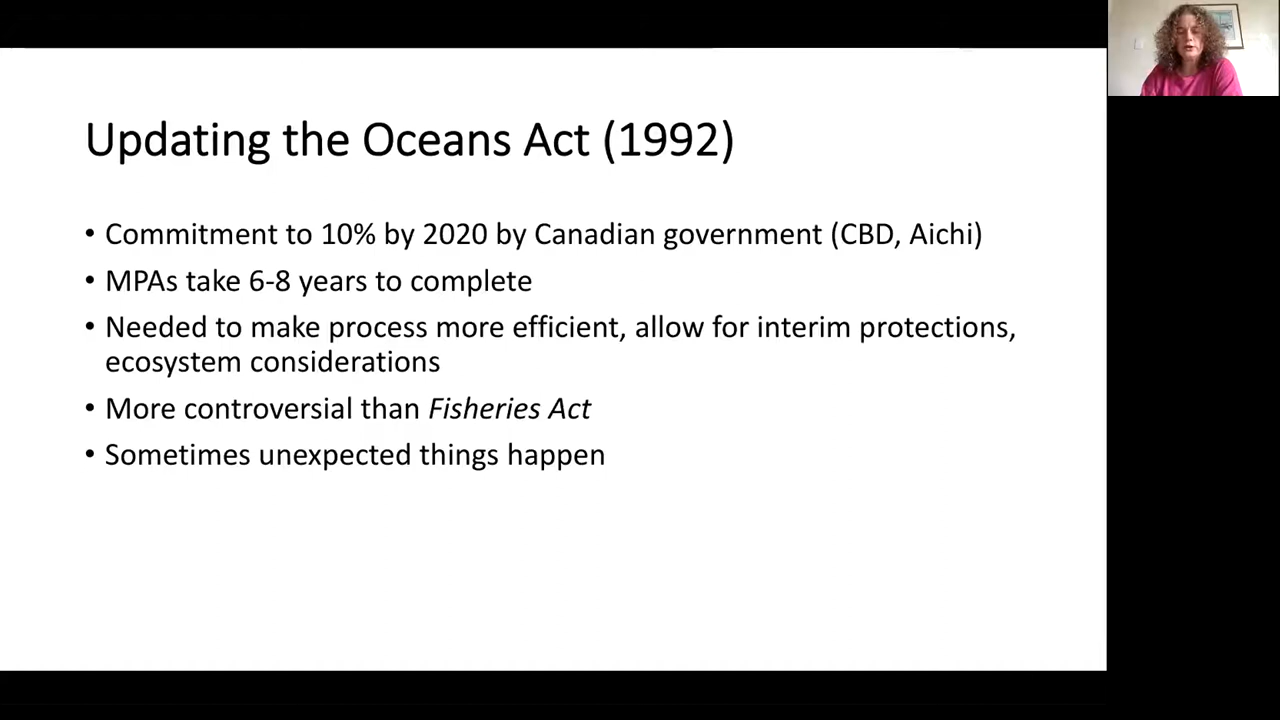 Updating the Oceans Act (1992)
• Commitment to 10% by 2020 by Canadian government (CBD, Aichi)
• MPAs take 6-8 years to complete
• Needed to make process more efficient, allow for interim protections,
ecosystem considerations
• More controversial than Fisheries Act
• Sometimes unexpected things happen